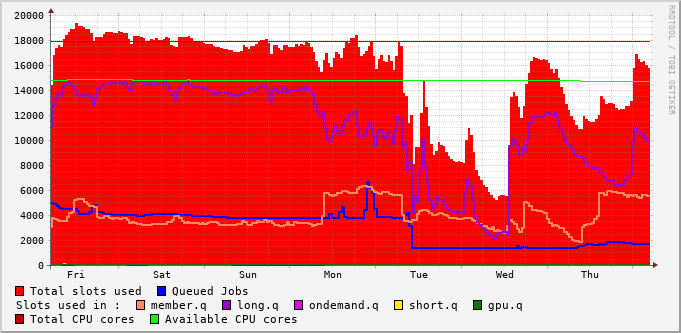 20000
18000
16000
14000
12000
10000
8000
6000
4000
2000
0
Fri Sat Sun Mon Tue Wed Thu
RRDTOOL / TOBI OETIKER
Total slots used Queued Jobs
Slots used in : member.q long.q ondemand.q short.q gpu.q
Total CPU cores Available CPU cores